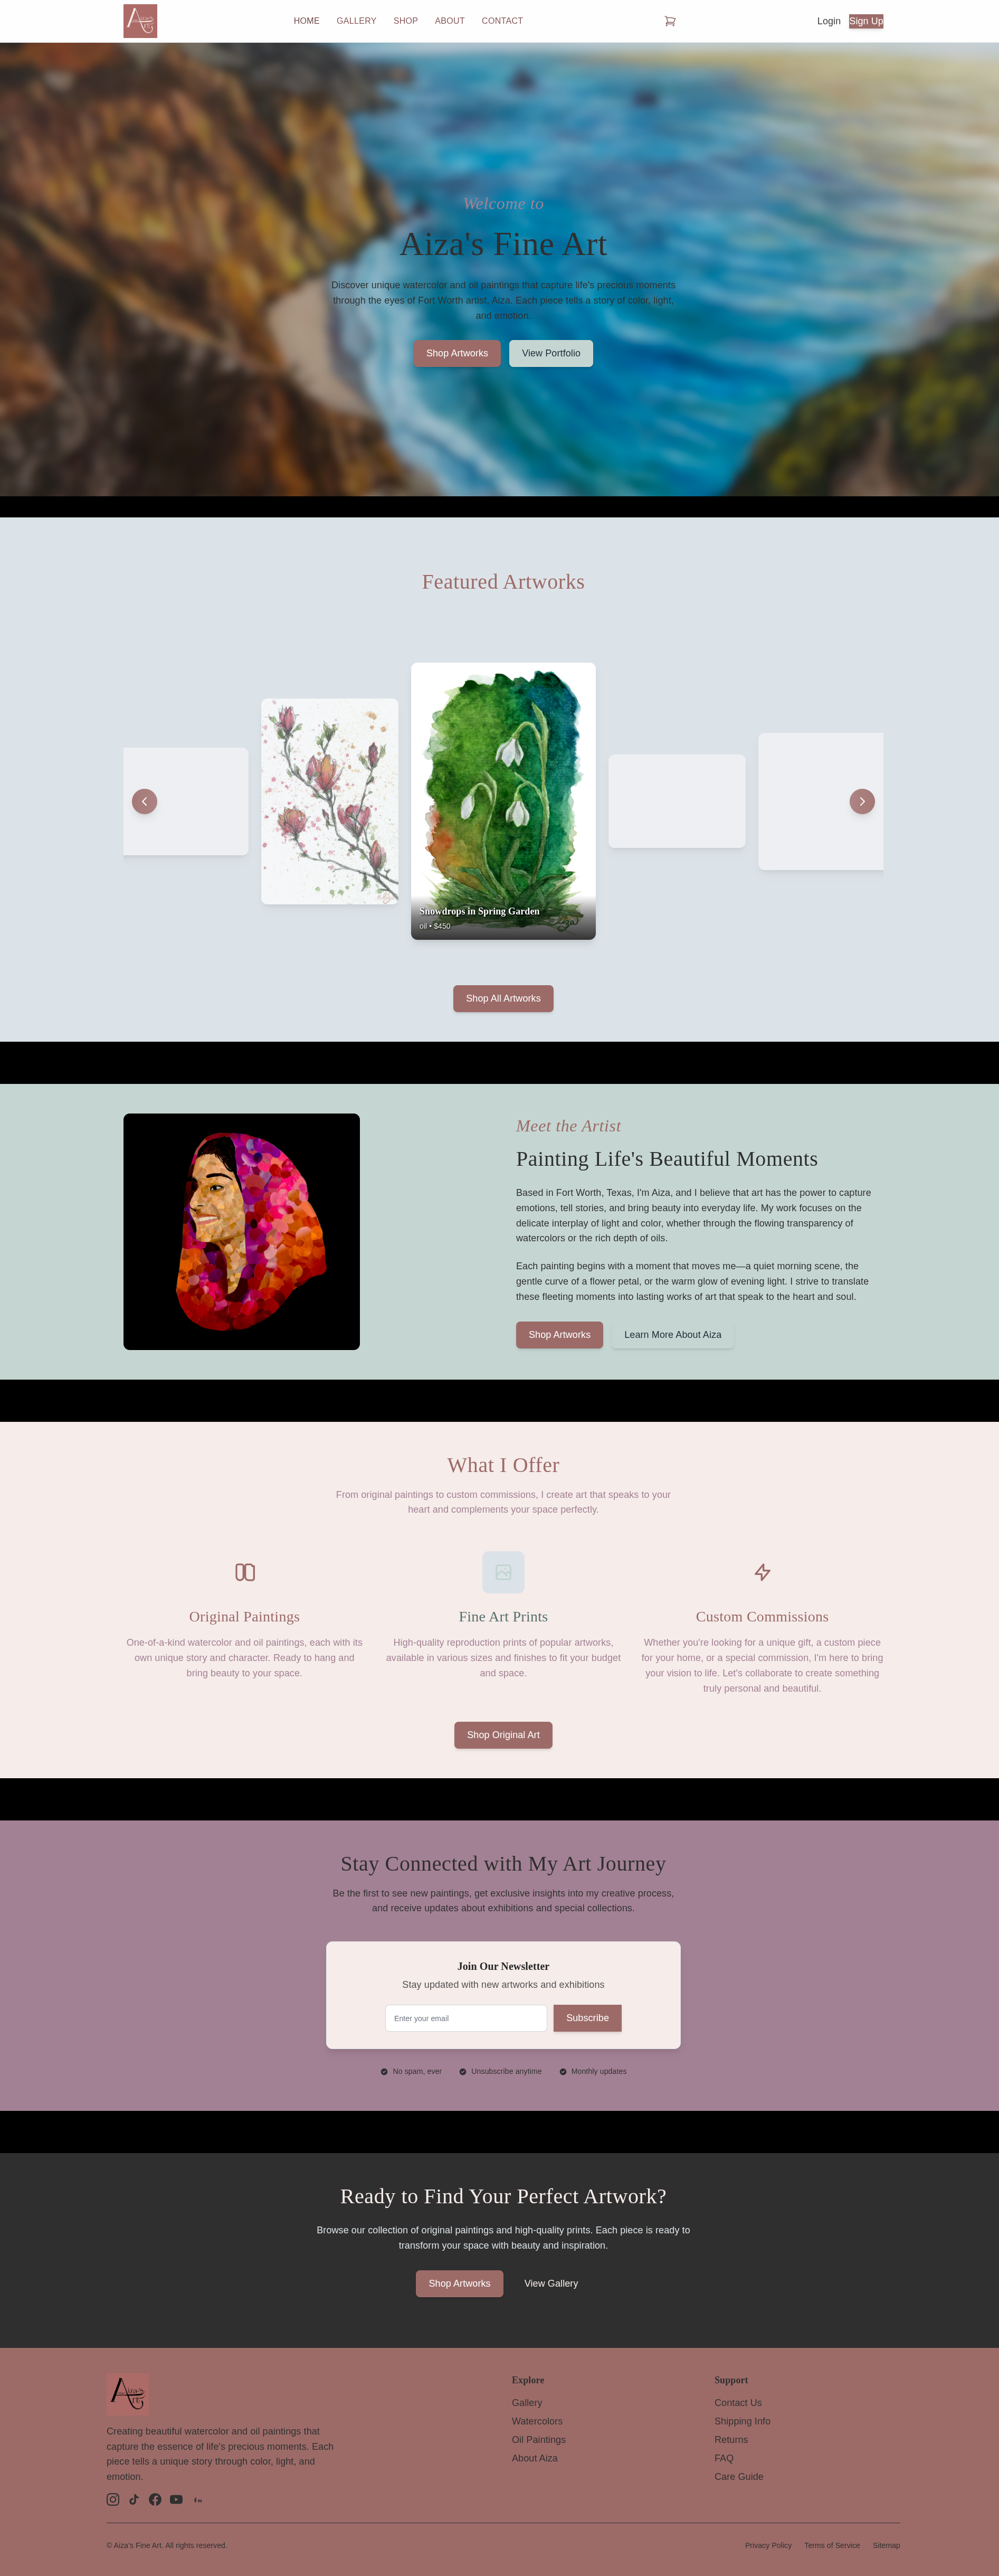 Aiza's
Art
HOME
GALLERY
SHOP
ABOUT
CONTACT
Login
Sign Up
Welcome to
Aiza's Fine Art
Discover unique watercolor and oil paintings that capture life's precious moments
through the eyes of Fort Worth artist, Aiza. Each piece tells a story of color, light,
and emotion.
Shop Artworks
View Portfolio
Featured Artworks
Snowdrops in Spring Garden
oil • $450
Shop All Artworks
Meet the Artist
Painting Life's Beautiful Moments
Based in Fort Worth, Texas, I'm Aiza, and I believe that art has the power to capture
emotions, tell stories, and bring beauty into everyday life. My work focuses on the
delicate interplay of light and color, whether through the flowing transparency of
watercolors or the rich depth of oils.
Each painting begins with a moment that moves me—a quiet morning scene, the
gentle curve of a flower petal, or the warm glow of evening light. I strive to translate
these fleeting moments into lasting works of art that speak to the heart and soul.
Shop Artworks
Learn More About Aiza
What I Offer
From original paintings to custom commissions, I create art that speaks to your
heart and complements your space perfectly.
Original Paintings
One-of-a-kind watercolor and oil paintings, each with its
own unique story and character. Ready to hang and
bring beauty to your space.
Fine Art Prints
High-quality reproduction prints of popular artworks,
available in various sizes and finishes to fit your budget
and space.
Custom Commissions
Whether you're looking for a unique gift, a custom piece
for your home, or a special commission, I'm here to bring
your vision to life. Let's collaborate to create something
truly personal and beautiful.
Shop Original Art
Stay Connected with My Art Journey
Be the first to see new paintings, get exclusive insights into my creative process,
and receive updates about exhibitions and special collections.
Join Our Newsletter
Stay updated with new artworks and exhibitions
Enter your email
Subscribe
No spam, ever
Unsubscribe anytime
Monthly updates
Ready to Find Your Perfect Artwork?
Browse our collection of original paintings and high-quality prints. Each piece is ready to
transform your space with beauty and inspiration.
Shop Artworks
View Gallery
Aiza's
Art
Creating beautiful watercolor and oil paintings that
capture the essence of life's precious moments. Each
piece tells a unique story through color, light, and
emotion.
Explore
Gallery
Watercolors
Oil Paintings
About Aiza
Support
Contact Us
Shipping Info
Returns
FAQ
Care Guide
© Aiza's Fine Art. All rights reserved.
Privacy Policy
Terms of Service
Sitemap